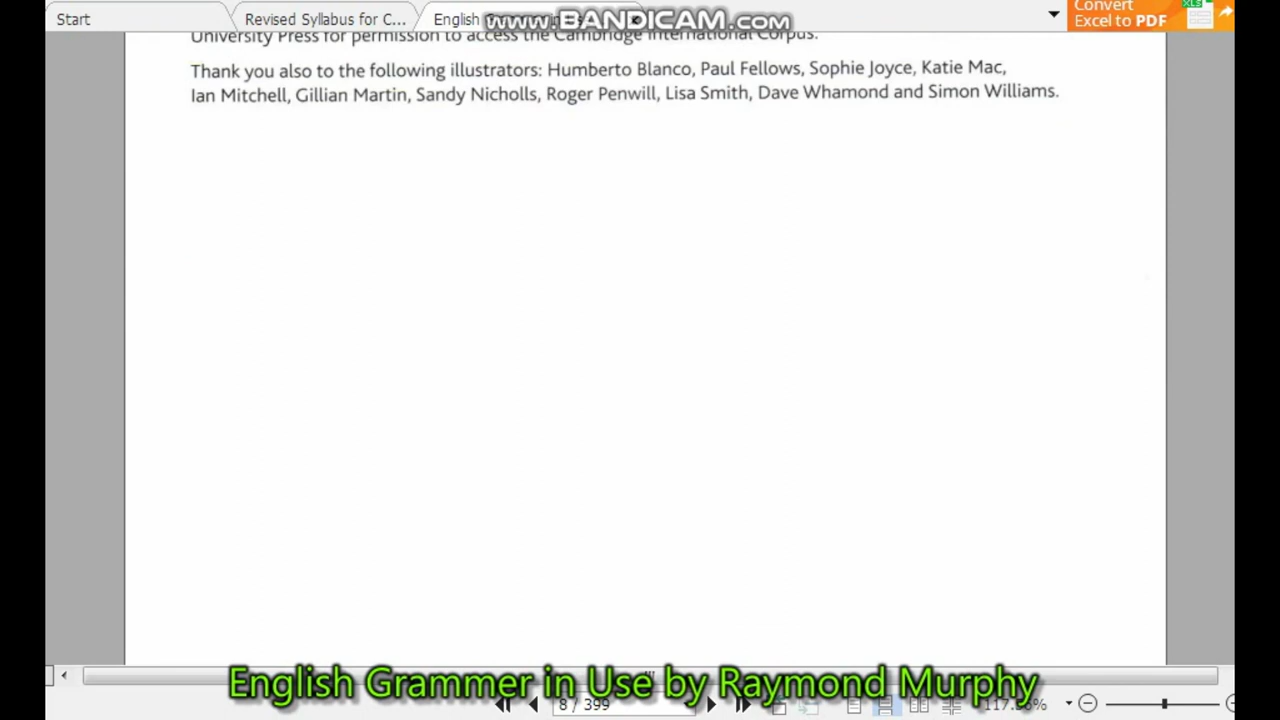 Start
Revised Syllabus for C...
English
www.BANDICAM.com
Convert
Excel to PDF
XLS
University Press for permission to access the Cambridge International Corpus.
Thank you also to the following illustrators: Humberto Blanco, Paul Fellows, Sophie Joyce, Katie Mac,
Ian Mitchell, Gillian Martin, Sandy Nicholls, Roger Penwill, Lisa Smith, Dave Whamond and Simon Williams.
English Grammer in Use by Raymond Murphy
8 / 399